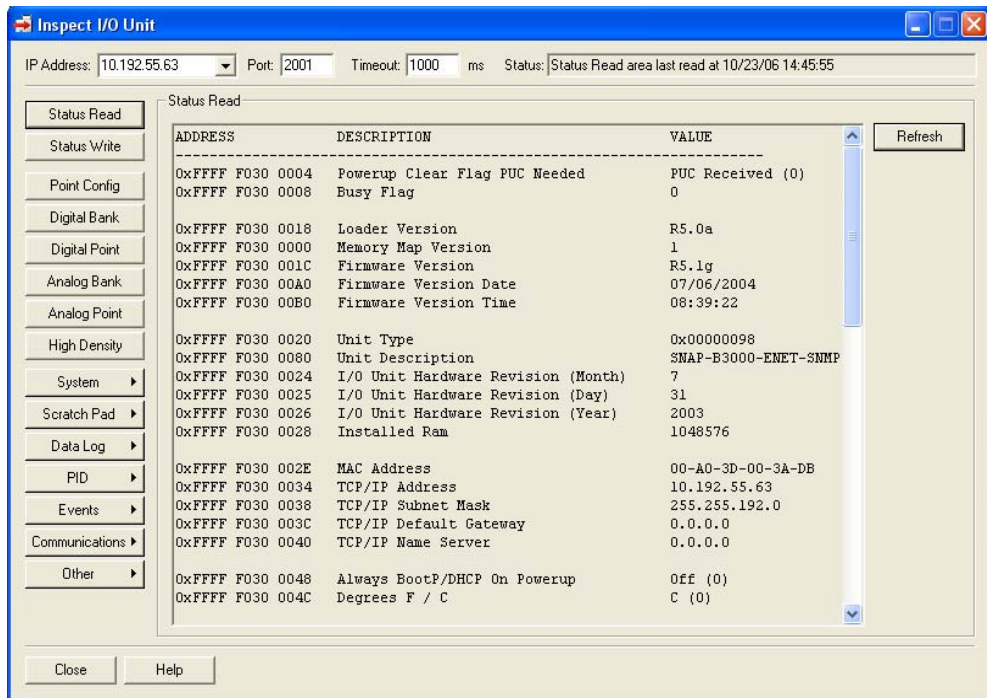 Inspect I/O Unit
IP Address: 10.192.55.63 Port: 2001 Timeout: 1000 ms Status: Status Read area last read at 10/23/06 14:45:55
Status Read
Status Write
Point Config
Digital Bank
Digital Point
Analog Bank
Analog Point
High Density
System
Scratch Pad
Data Log
PID
Events
Communications
Other
Status Read
ADDRESS DESCRIPTION VALUE
--------------------------------------------------------------------------
0xFFFF F030 0004 Powerup Clear Flag PUC Needed PUC Received (0)
0xFFFF F030 0008 Busy Flag 0
0xFFFF F030 0018 Loader Version R5.0a
0xFFFF F030 0000 Memory Map Version 1
0xFFFF F030 001C Firmware Version R5.1g
0xFFFF F030 00A0 Firmware Version Date 07/06/2004
0xFFFF F030 00B0 Firmware Version Time 08:39:22
0xFFFF F030 0020 Unit Type 0x00000098
0xFFFF F030 0080 Unit Description SNAP-B3000-ENET-SNMP
0xFFFF F030 0024 I/O Unit Hardware Revision (Month) 7
0xFFFF F030 0025 I/O Unit Hardware Revision (Day) 31
0xFFFF F030 0026 I/O Unit Hardware Revision (Year) 2003
0xFFFF F030 0028 Installed Ram 1048576
0xFFFF F030 002E MAC Address 00-A0-3D-00-3A-DB
0xFFFF F030 0034 TCP/IP Address 10.192.55.63
0xFFFF F030 0038 TCP/IP Subnet Mask 255.255.192.0
0xFFFF F030 003C TCP/IP Default Gateway 0.0.0.0
0xFFFF F030 0040 TCP/IP Name Server 0.0.0.0
0xFFFF F030 0048 Always BootP/DHCP On Powerup Off (0)
0xFFFF F030 004C Degrees F / C C (0)
Refresh
Close Help